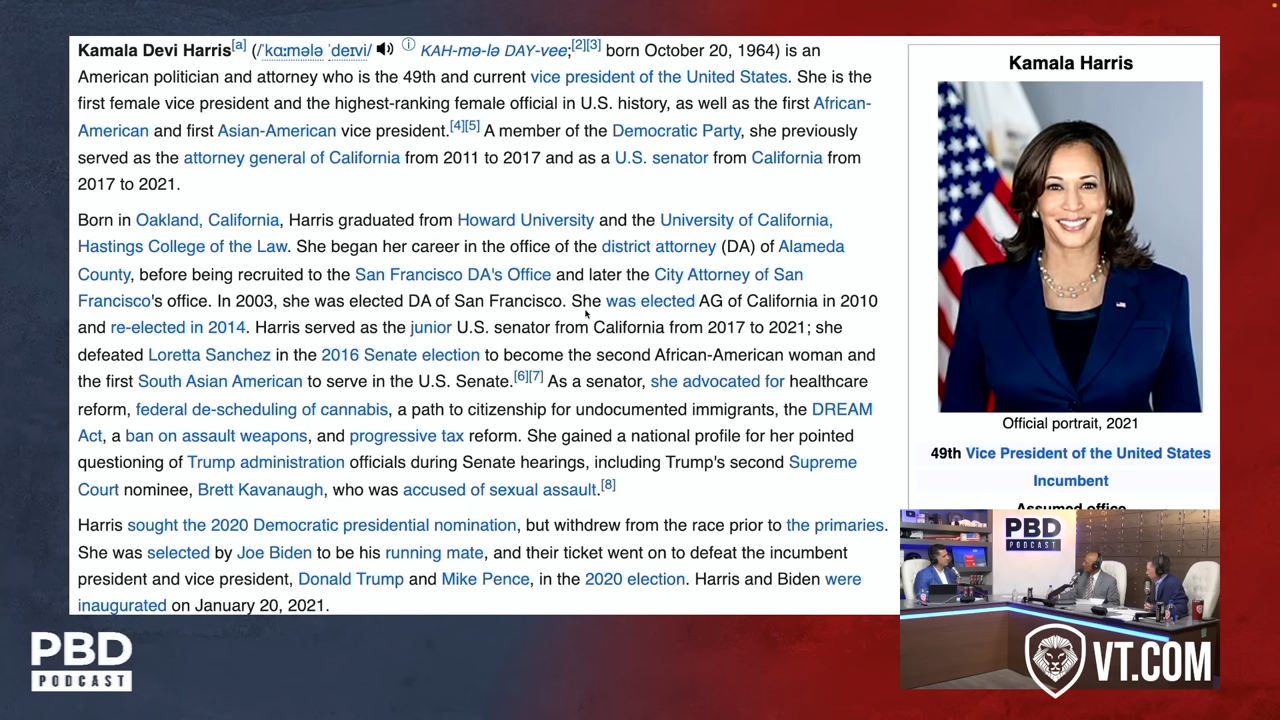 Kamala Devi Harris[a] (/ˈkɑːmələ ˈdeɪvi/ ⓘ KAH-mə-lə DAY-vee;[2][3] born October 20, 1964) is an
American politician and attorney who is the 49th and current vice president of the United States. She is the
first female vice president and the highest-ranking female official in U.S. history, as well as the first African-
American and first Asian-American vice president.[4][5] A member of the Democratic Party, she previously
served as the attorney general of California from 2011 to 2017 and as a U.S. senator from California from
2017 to 2021.
Born in Oakland, California, Harris graduated from Howard University and the University of California,
Hastings College of the Law. She began her career in the office of the district attorney (DA) of Alameda
County, before being recruited to the San Francisco DA's Office and later the City Attorney of San
Francisco's office. In 2003, she was elected DA of San Francisco. She was elected AG of California in 2010
and re-elected in 2014. Harris served as the junior U.S. senator from California from 2017 to 2021; she
defeated Loretta Sanchez in the 2016 Senate election to become the second African-American woman and
the first South Asian American to serve in the U.S. Senate.[6][7] As a senator, she advocated for healthcare
reform, federal de-scheduling of cannabis, a path to citizenship for undocumented immigrants, the DREAM
Act, a ban on assault weapons, and progressive tax reform. She gained a national profile for her pointed
questioning of Trump administration officials during Senate hearings, including Trump's second Supreme
Court nominee, Brett Kavanaugh, who was accused of sexual assault.[8]
Harris sought the 2020 Democratic presidential nomination, but withdrew from the race prior to the primaries.
She was selected by Joe Biden to be his running mate, and their ticket went on to defeat the incumbent
president and vice president, Donald Trump and Mike Pence, in the 2020 election. Harris and Biden were
inaugurated on January 20, 2021.
Kamala Harris
Official portrait, 2021
49th Vice President of the United States
Incumbent
Assumed office
PBD
PODCAST
VT.COM
PBD
PODCAST